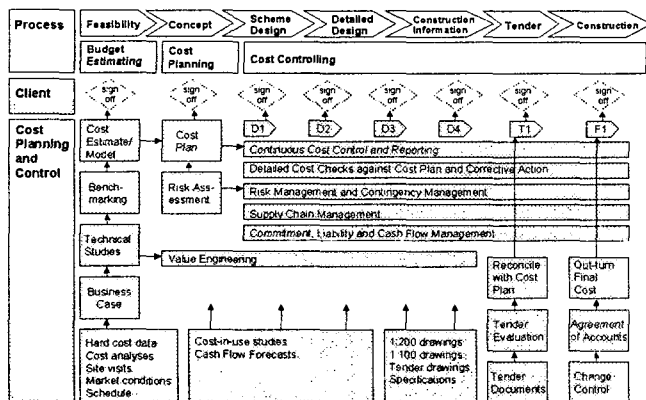 Process
Feasibility
Concept
Scheme
Design
Detailed
Design
Construction
Information
Tender
Construction
Budget
Estimating
Cost
Planning
Cost Controlling
Client
sign
off
sign
off
sign
off
sign
off
sign
off
sign
off
sign
off
sign
off
Cost
Planning
and
Control
Cost
Estimate/
Model
Cost
Plan
D1
D2
D3
D4
T1
F1
Continuous Cost Control and Reporting
Detailed Cost Checks against Cost Plan and Corrective Action
Bench-
marking
Risk Ass-
essment
Risk Management and Contingency Management
Supply Chain Management
Commitment, Liability and Cash Flow Management
Technical
Studies
Value Engineering
Business
Case
Reconcile
with Cost
Plan
Out-turn
Final
Cost
Hard cost data
Cost analyses
Site visits
Market conditions
Schedule
Cost-in-use studies
Cash Flow Forecasts
1:200 drawings
1:100 drawings
Tender drawings
Specifications
Tender
Evaluation
Agreement
of Accounts
Tender
Documents
Change
Control